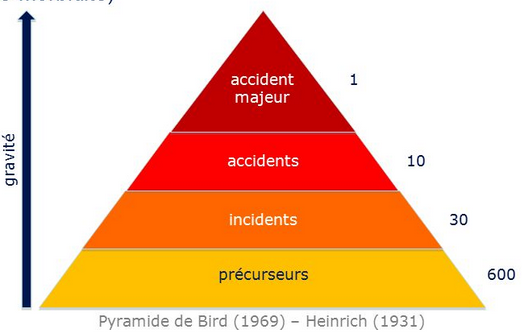 accident
majeur
1
accidents
10
incidents
30
précurseurs
600
gravité
Pyramide de Bird (1969) – Heinrich (1931)